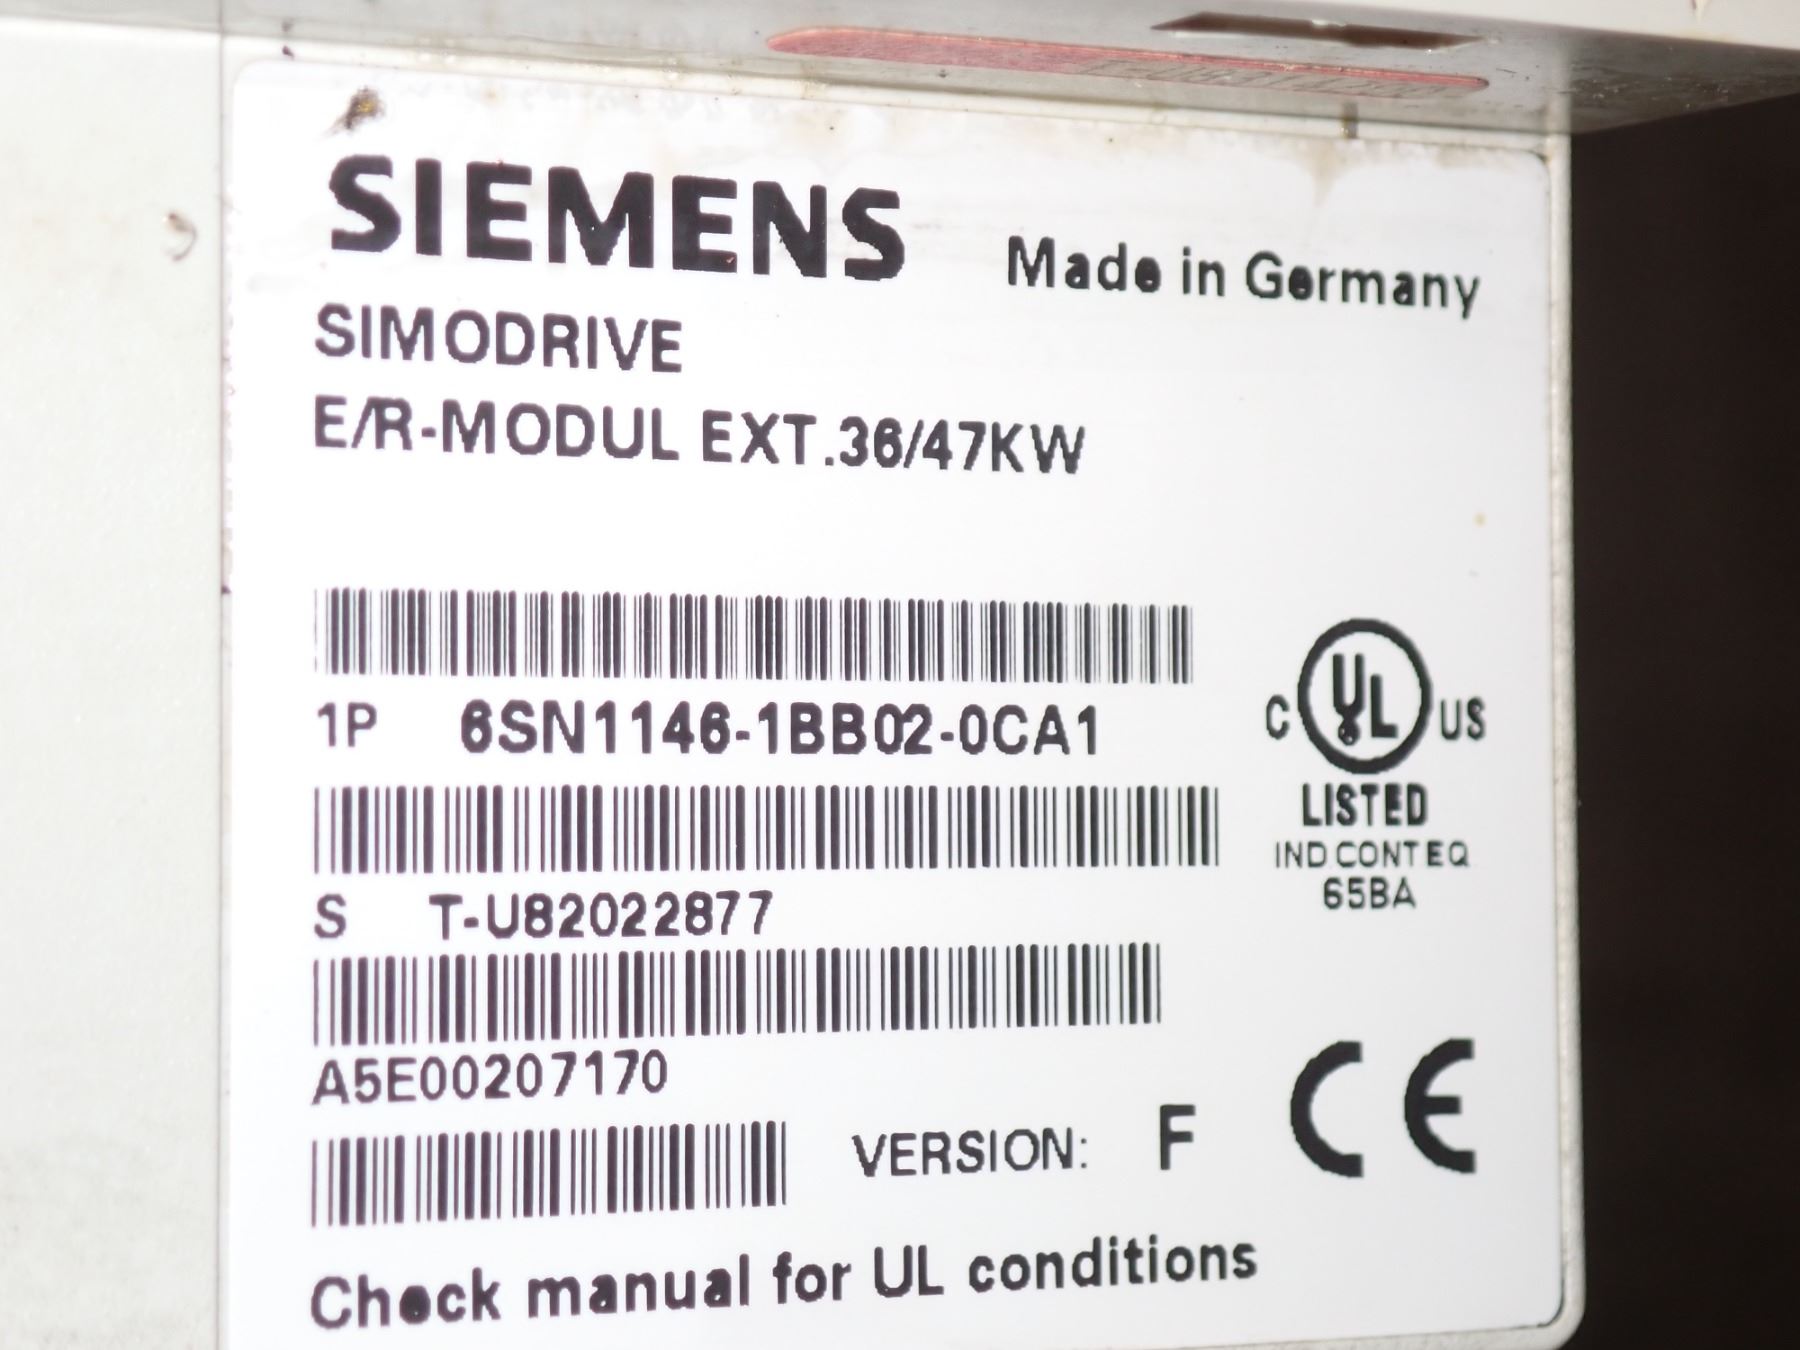 SIEMENS
Made in Germany
SIMODRIVE
E/R-MODUL EXT.36/47KW
1P 6SN1146-1BB02-0CA1
C UL US
LISTED
IND CONT EQ
65BA
S T-U82022877
A5E00207170
VERSION: F
CE
Check manual for UL conditions